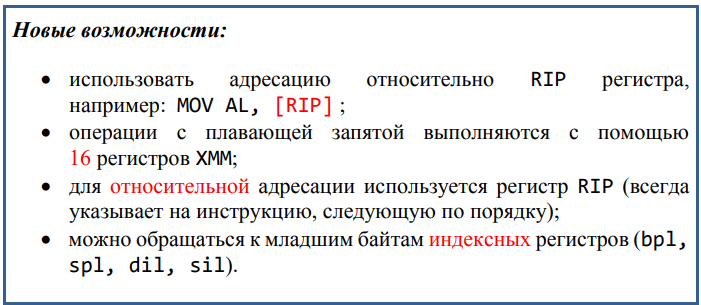 Новые возможности:
• использовать адресацию относительно RIP регистра,
например: MOV AL, [RIP] ;
• операции с плавающей запятой выполняются с помощью
16 регистров XMM;
• для относительной адресации используется регистр RIP (всегда
указывает на инструкцию, следующую по порядку);
• можно обращаться к младшим байтам индексных регистров (bpl,
spl, dil, sil).